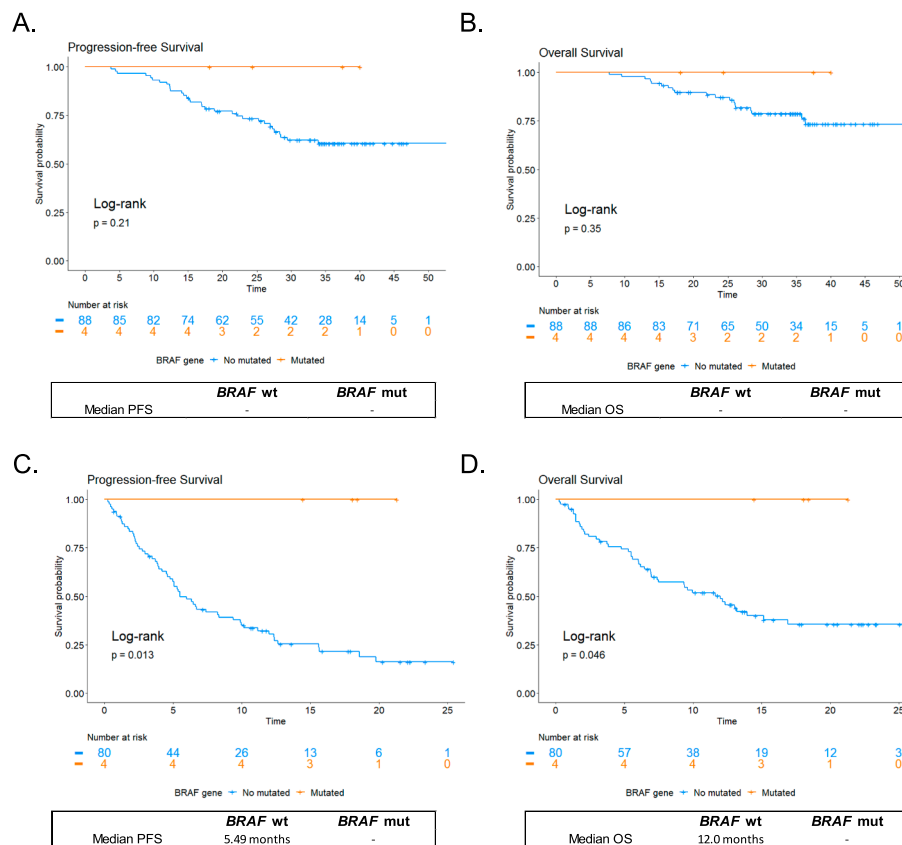 A.
Progression-free Survival
Survival probability
1.00
0.75
0.50
0.25
0.00
Log-rank
p = 0.21
0 5 10 15 20 25 30 35 40 45 50
Time
Number at risk
88 85 82 74 62 55 42 28 14 5 1
4 4 4 4 3 2 2 2 1 0 0
BRAF gene No mutated Mutated
BRAF wt BRAF mut
Median PFS - -
B.
Overall Survival
Survival probability
1.00
0.75
0.50
0.25
0.00
Log-rank
p = 0.35
0 5 10 15 20 25 30 35 40 45 50
Time
Number at risk
88 88 86 83 71 65 50 34 15 5 1
4 4 4 4 3 2 2 2 1 0 0
BRAF gene No mutated Mutated
BRAF wt BRAF mut
Median OS - -
C.
Progression-free Survival
Survival probability
1.00
0.75
0.50
0.25
0.00
Log-rank
p = 0.013
0 5 10 15 20 25
Time
Number at risk
80 44 26 13 6 1
4 4 4 3 1 0
BRAF gene No mutated Mutated
BRAF wt BRAF mut
Median PFS 5.49 months -
D.
Overall Survival
Survival probability
1.00
0.75
0.50
0.25
0.00
Log-rank
p = 0.046
0 5 10 15 20 25
Time
Number at risk
80 57 38 19 12 3
4 4 4 3 1 0
BRAF gene No mutated Mutated
BRAF wt BRAF mut
Median OS 12.0 months -